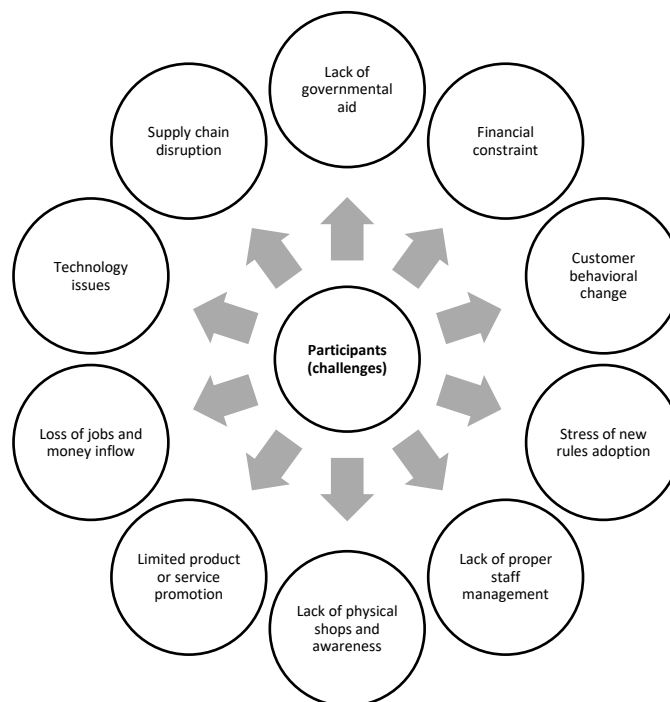 Lack of
governmental
aid
Financial
constraint
Customer
behavioral
change
Stress of new
rules adoption
Lack of proper
staff
management
Lack of physical
shops and
awareness
Limited product
or service
promotion
Loss of jobs and
money inflow
Technology
issues
Supply chain
disruption
Participants
(challenges)